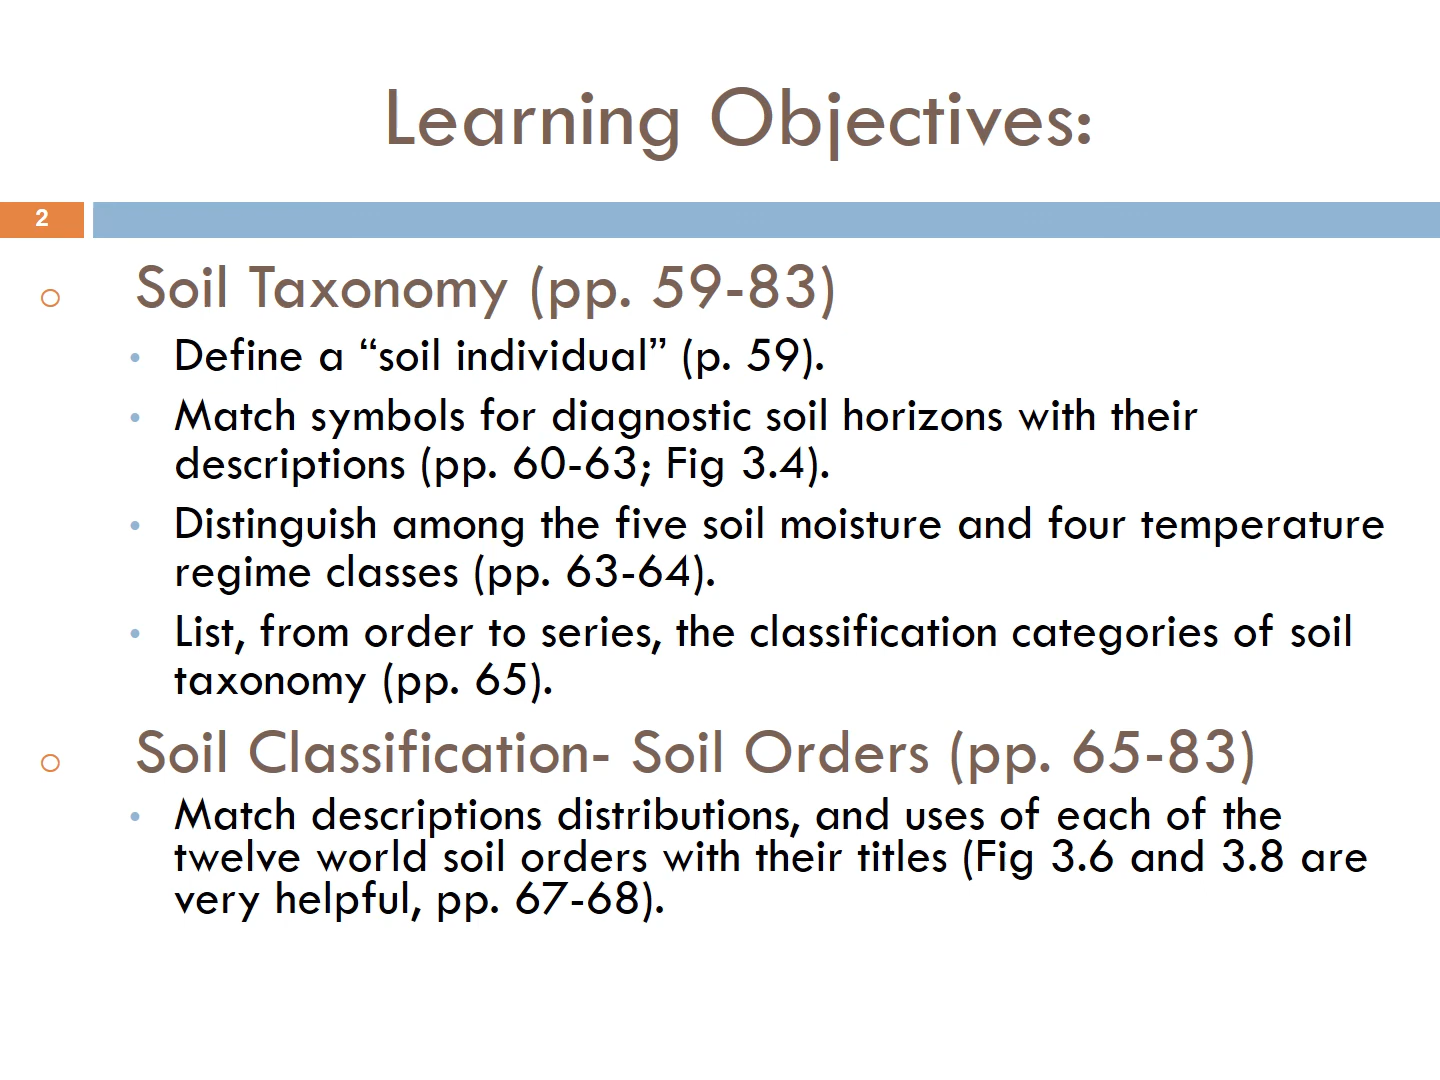 Learning Objectives:
2
Soil Taxonomy (pp. 59-83)
Define a “soil individual” (p. 59).
Match symbols for diagnostic soil horizons with their
descriptions (pp. 60-63; Fig 3.4).
Distinguish among the five soil moisture and four temperature
regime classes (pp. 63-64).
List, from order to series, the classification categories of soil
taxonomy (pp. 65).
Soil Classification- Soil Orders (pp. 65-83)
Match descriptions distributions, and uses of each of the
twelve world soil orders with their titles (Fig 3.6 and 3.8 are
very helpful, pp. 67-68).